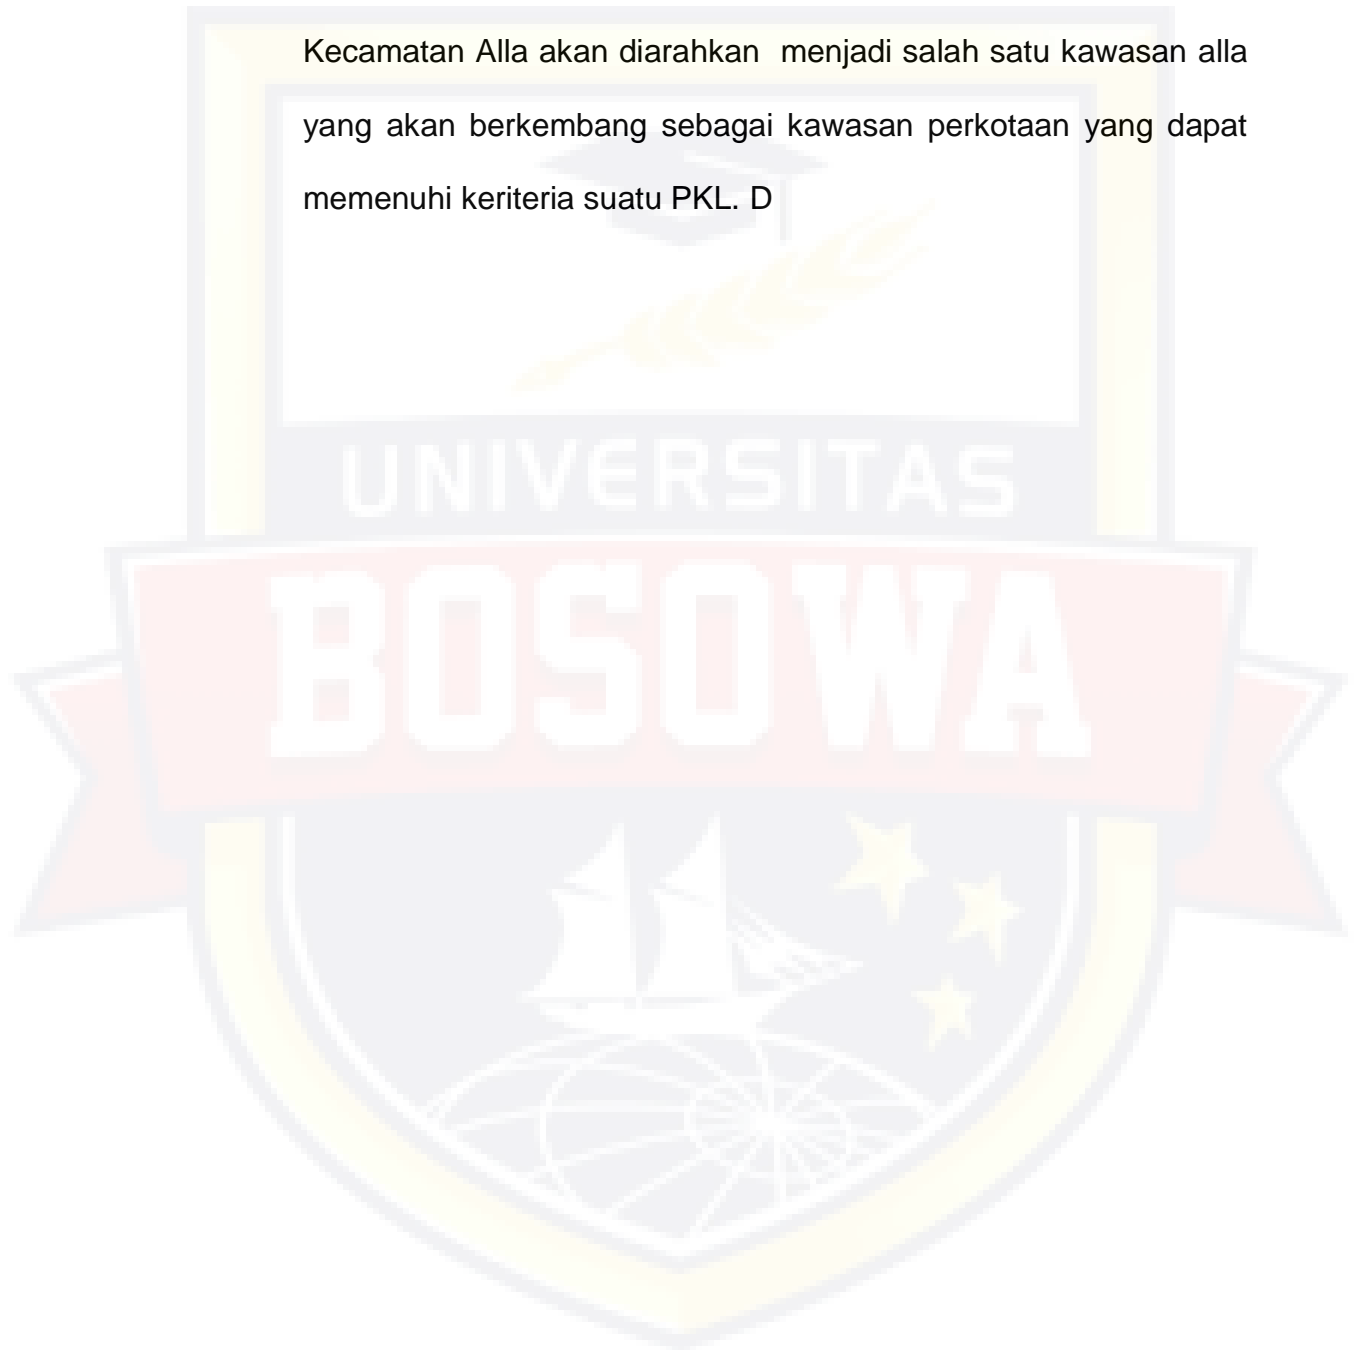 Kecamatan Alla akan diarahkan  menjadi salah satu kawasan alla
yang akan berkembang sebagai kawasan perkotaan yang dapat
memenuhi keriteria suatu PKL. D
UNIVERSITAS
BOSOWA